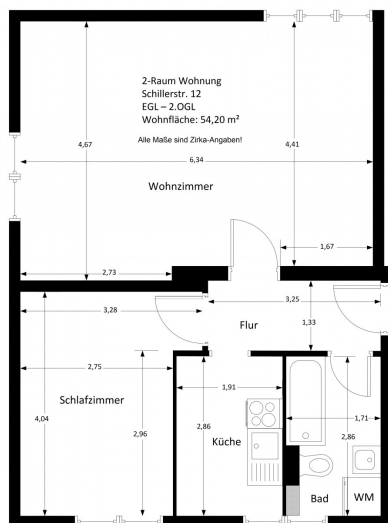 2-Raum Wohnung
Schillerstr. 12
EGL – 2.OGL
Wohnfläche: 54,20 m²
Alle Maße sind Zirka-Angaben!
4,67
4,41
6,34
Wohnzimmer
1,67
2,73
3,28
3,25
Flur
1,33
2,75
1,91
1,71
Schlafzimmer
4,04
2,96
2,86
Küche
2,86
Bad
WM